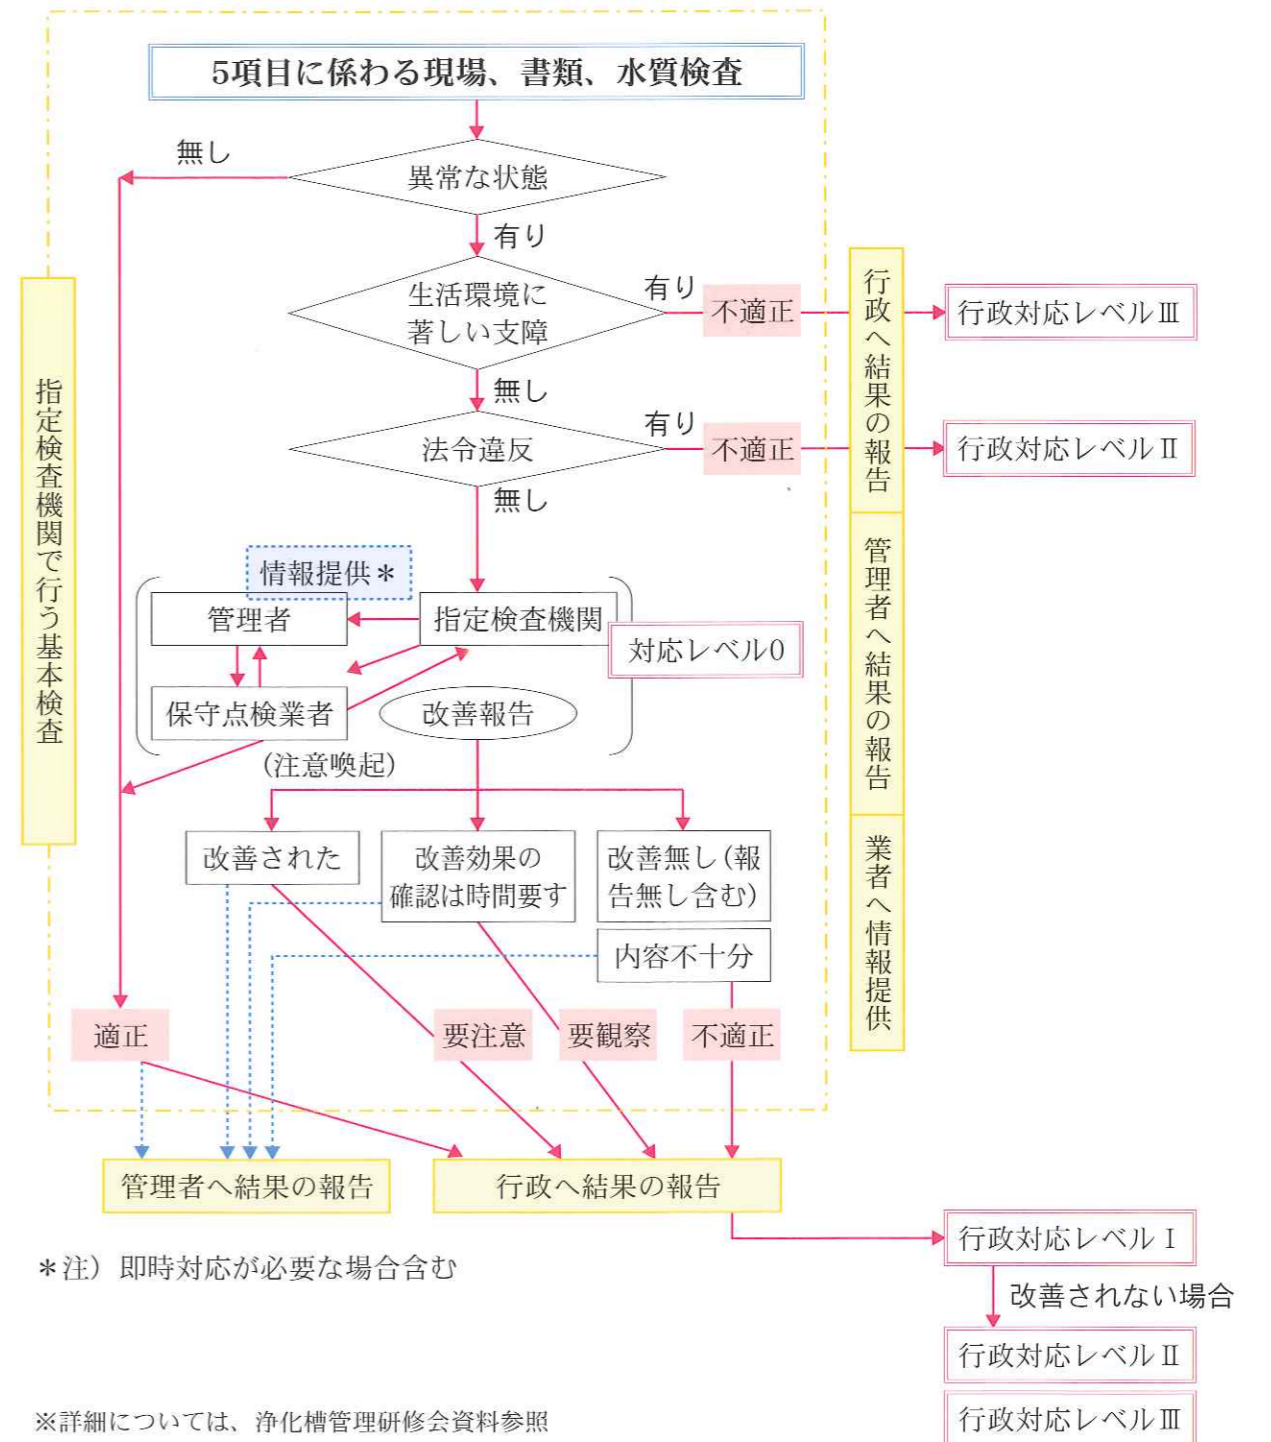 5項目に係わる現場、書類、水質検査
無し
異常な状態
有り
生活環境に
著しい支障
有り
不適正
行政対応レベルⅢ
無し
法令違反
有り
不適正
行政対応レベルⅡ
無し
行政へ結果の報告
管理者へ結果の報告
業者へ情報提供
指定検査機関で行う基本検査
情報提供＊
管理者
指定検査機関
対応レベル0
保守点検業者
改善報告
(注意喚起)
改善された
改善効果の
確認は時間要す
改善無し(報
告無し含む)
内容不十分
適正
要注意
要観察
不適正
管理者へ結果の報告
行政へ結果の報告
行政対応レベルⅠ
＊注）即時対応が必要な場合含む
改善されない場合
行政対応レベルⅡ
行政対応レベルⅢ
※詳細については、浄化槽管理研修会資料参照